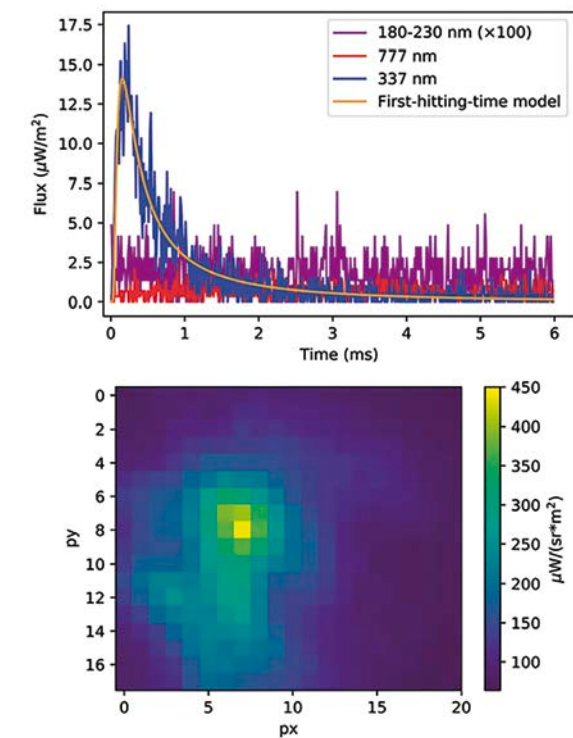 17.5
15.0
12.5
10.0
7.5
5.0
2.5
0.0
Flux (μW/m²)
180-230 nm (×100)
777 nm
337 nm
First-hitting-time model
0 1 2 3 4 5 6
Time (ms)
0
2
4
6
8
10
12
14
16
py
0 5 10 15 20
px
450
400
350
300
250
200
150
100
μW/(sr*m²)